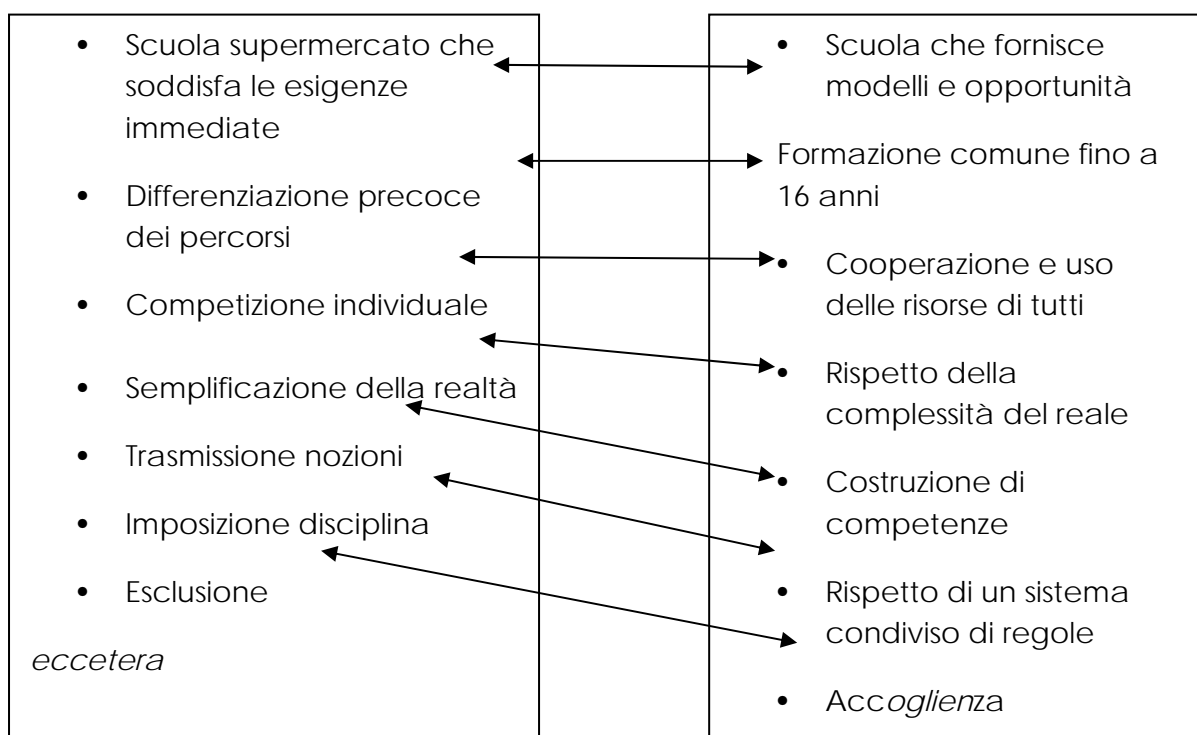 • Scuola supermercato che
soddisfa le esigenze
immediate
• Differenziazione precoce
dei percorsi
• Competizione individuale
• Semplificazione della realtà
• Trasmissione nozioni
• Imposizione disciplina
• Esclusione
eccetera
• Scuola che fornisce
modelli e opportunità
Formazione comune fino a
16 anni
• Cooperazione e uso
delle risorse di tutti
• Rispetto della
complessità del reale
• Costruzione di
competenze
• Rispetto di un sistema
condiviso di regole
• Accoglienza